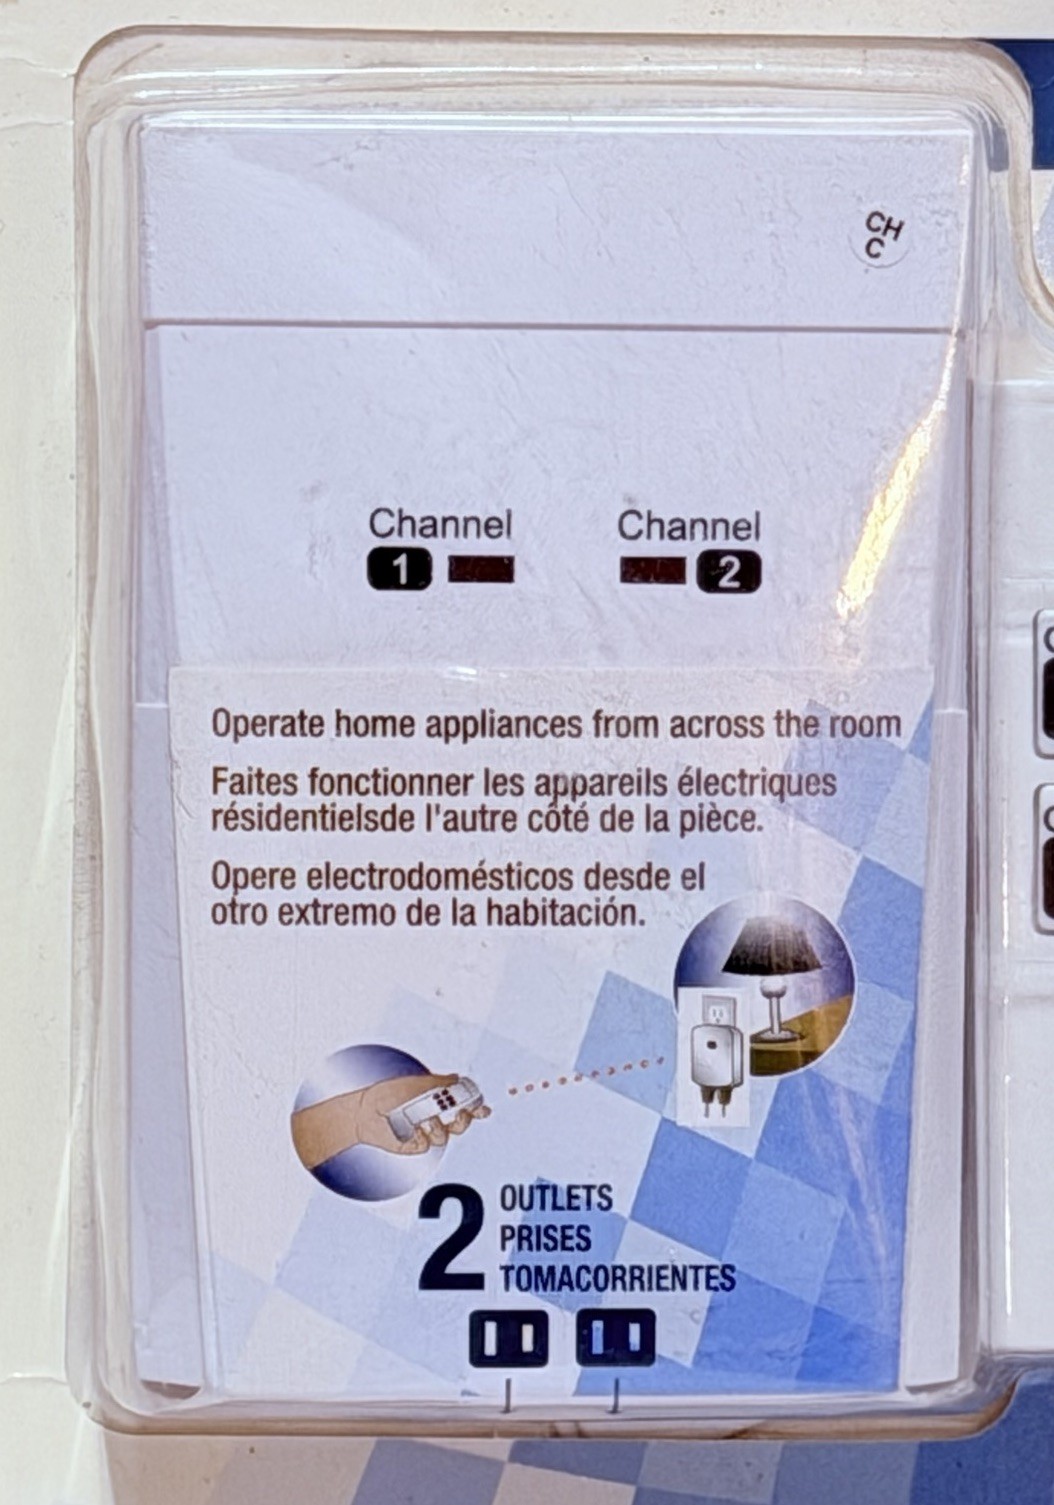 CH
C
Channel Channel
1 2
Operate home appliances from across the room
Faites fonctionner les appareils électriques
résidentielsde l'autre côté de la pièce.
Opere electrodomésticos desde el
otro extremo de la habitación.
2 OUTLETS
PRISES
TOMACORRIENTES